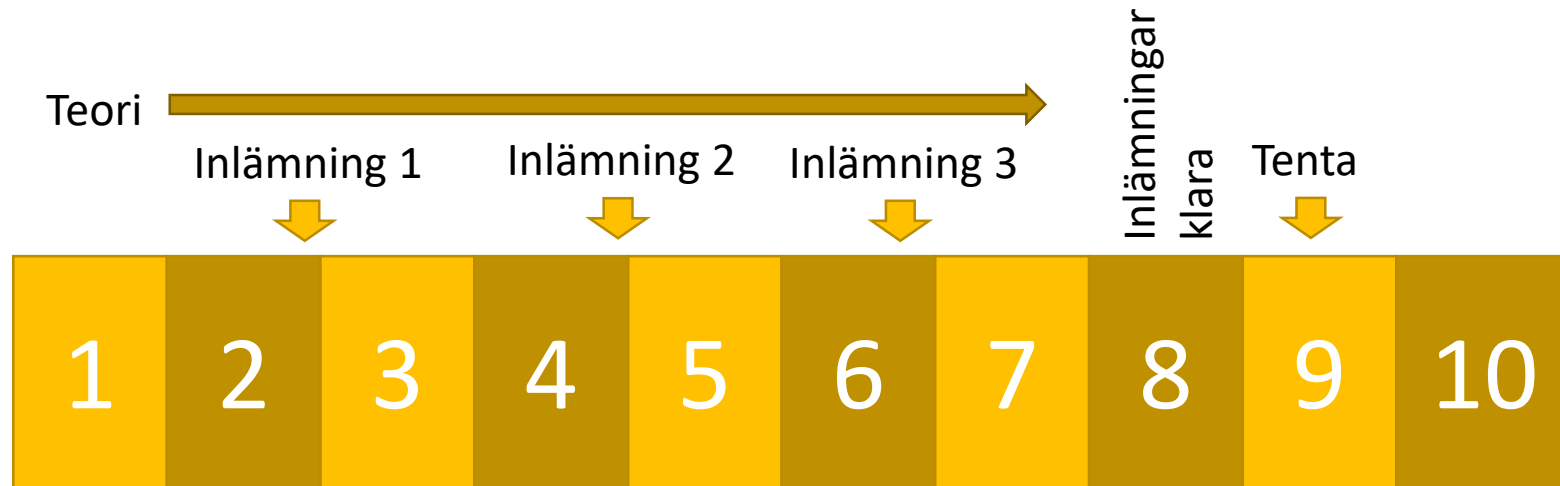 Teori
Inlämning 1
Inlämning 2
Inlämning 3
Inlämningar
klara
Tenta
1 2 3 4 5 6 7 8 9 10